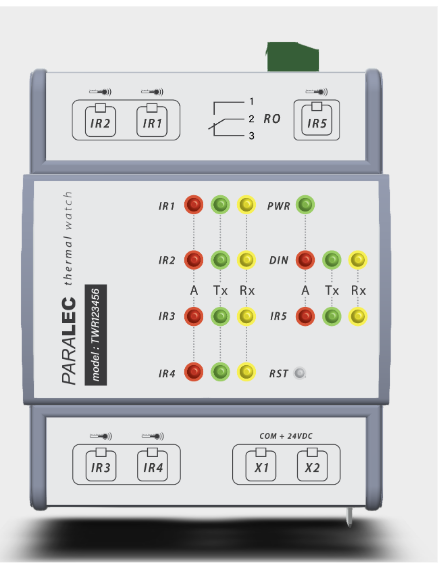 IR2 IR1 1 2 3 RO IR5
IR1 PWR
IR2 DIN
A Tx Rx A Tx Rx
IR3 IR5
IR4 RST
PARALEC thermal watch
model : TWR123456
COM + 24VDC
IR3 IR4 X1 X2